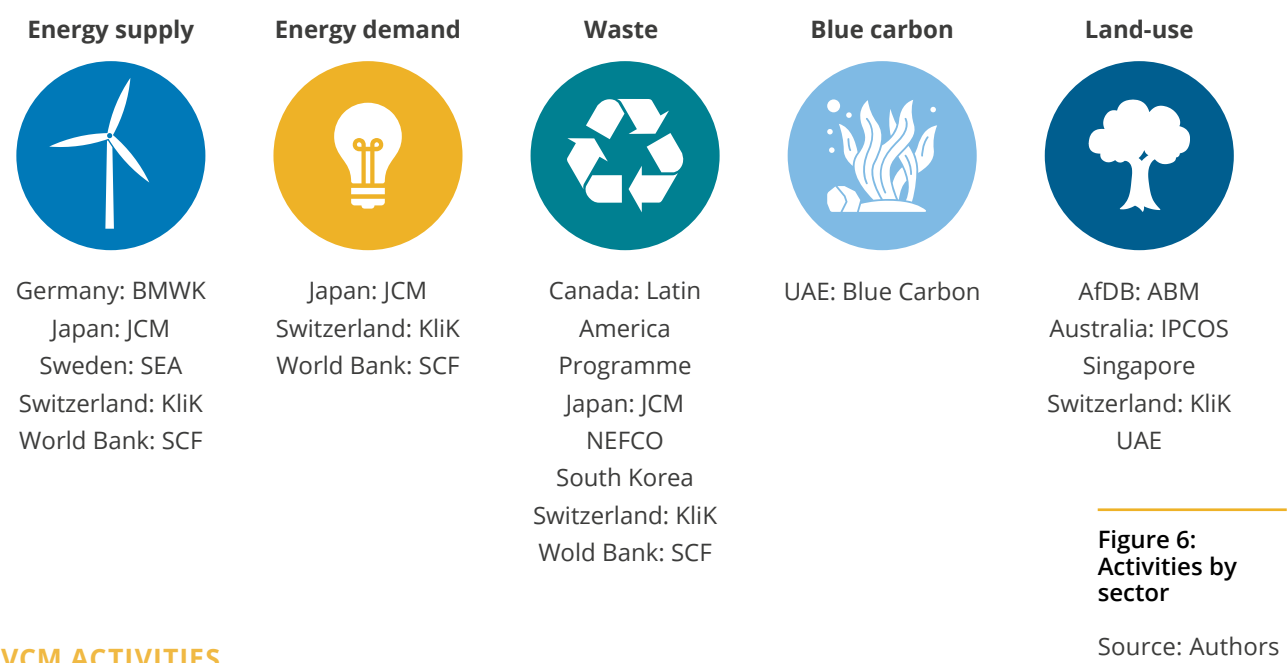 Energy supply
Germany: BMWK
Japan: JCM
Sweden: SEA
Switzerland: KliK
World Bank: SCF
Energy demand
Japan: JCM
Switzerland: KliK
World Bank: SCF
Waste
Canada: Latin
America
Programme
Japan: JCM
NEFCO
South Korea
Switzerland: KliK
Wold Bank: SCF
Blue carbon
UAE: Blue Carbon
Land-use
AfDB: ABM
Australia: IPCOS
Singapore
Switzerland: KliK
UAE
Figure 6:
Activities by
sector
Source: Authors
VCM ACTIVITIES